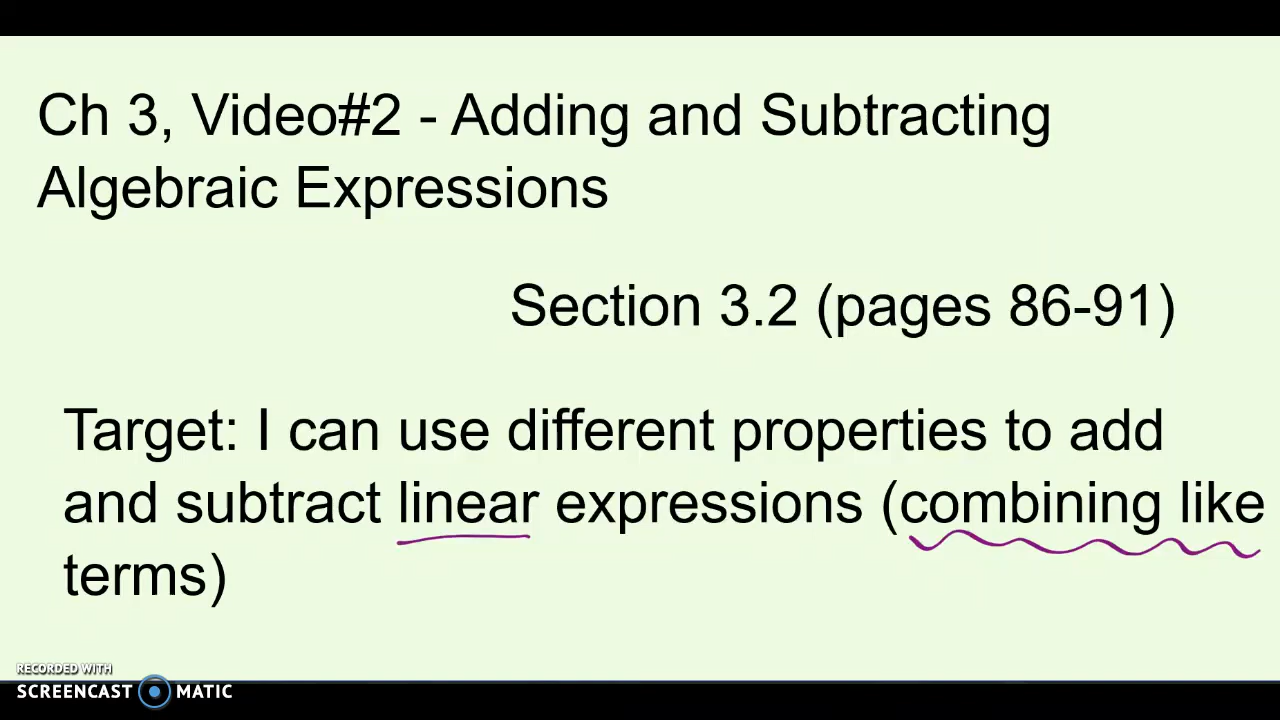 Ch 3, Video#2 - Adding and Subtracting
Algebraic Expressions
Section 3.2 (pages 86-91)
Target: I can use different properties to add
and subtract linear expressions (combining like
terms)
RECORDED WITH
SCREENCAST MATIC